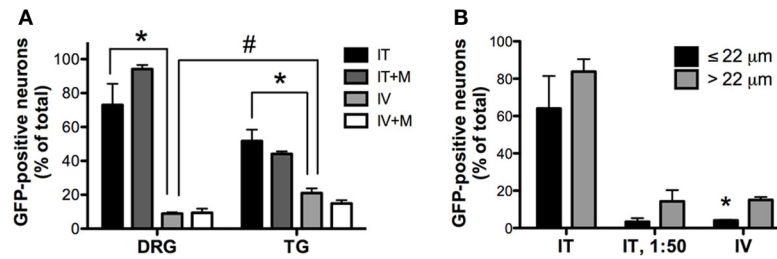 A
GFP-positive neurons
(% of total)
100
80
60
40
20
0
*
#
*
IT
IT+M
IV
IV+M
DRG
TG
B
GFP-positive neurons
(% of total)
100
80
60
40
20
0
≤ 22 μm
> 22 μm
*
IT
IT, 1:50
IV